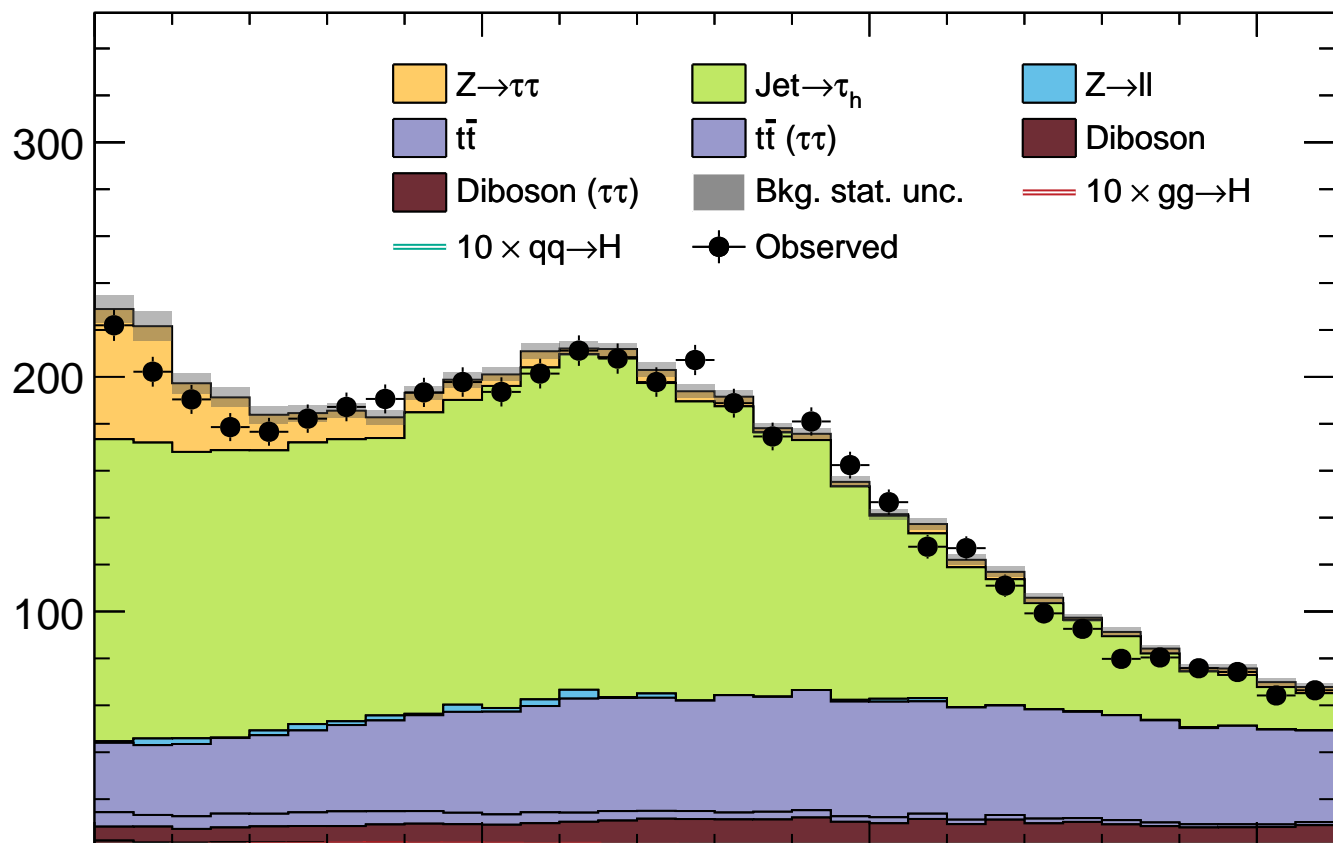 Z→ττ Jet→τh Z→ll
300 tt̄ tt̄ (ττ) Diboson
Diboson (ττ) Bkg. stat. unc. 10 × gg→H
10 × qq→H Observed
200
100